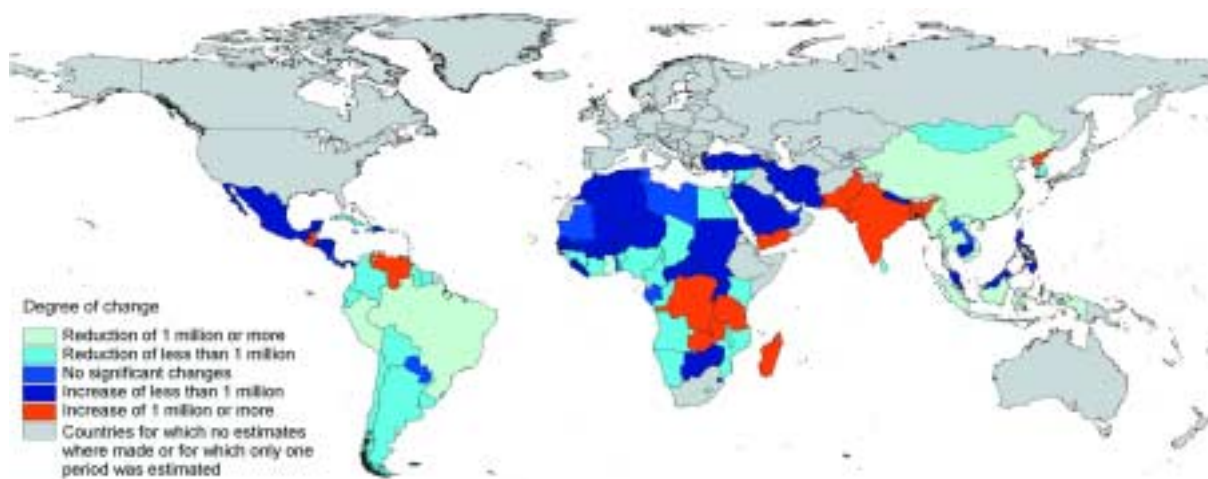 Degree of change
Reduction of 1 million or more
Reduction of less than 1 million
No significant changes
Increase of less than 1 million
Increase of 1 million or more
Countries for which no estimates
where made or for which only one
period was estimated